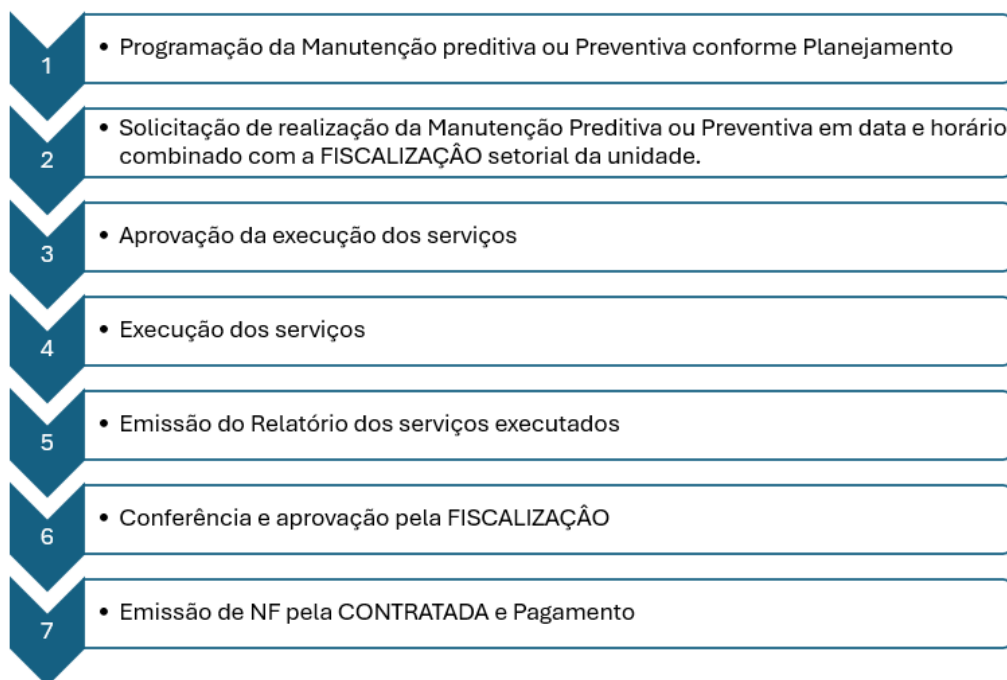 1
• Programação da Manutenção preditiva ou Preventiva conforme Planejamento
2
• Solicitação de realização da Manutenção Preditiva ou Preventiva em data e horário
combinado com a FISCALIZAÇÂO setorial da unidade.
3
• Aprovação da execução dos serviços
4
• Execução dos serviços
5
• Emissão do Relatório dos serviços executados
6
• Conferência e aprovação pela FISCALIZAÇÂO
7
• Emissão de NF pela CONTRATADA e Pagamento